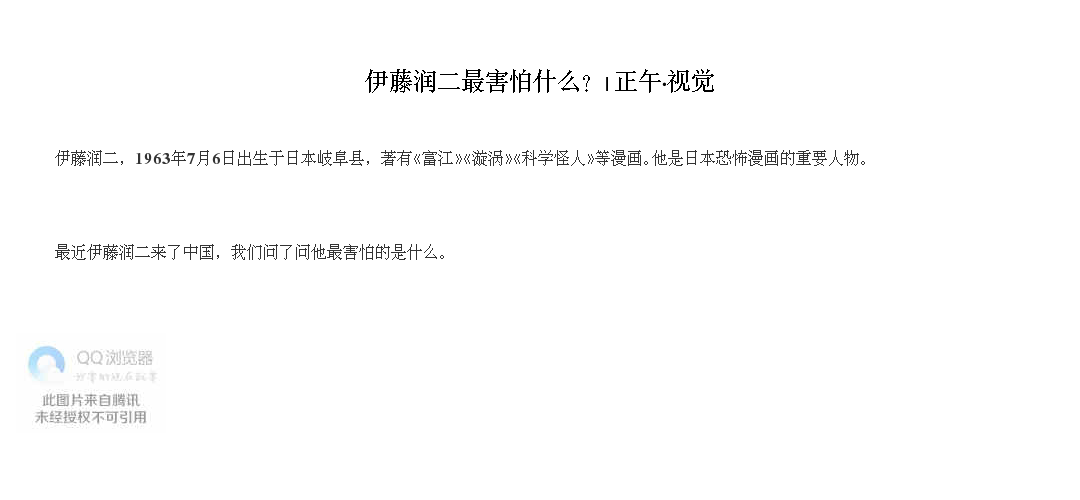 伊藤润二最害怕什么？ | 正午·视觉
伊藤润二，1963年7月6日出生于日本岐阜县，著有《富江》《漩涡》《科学怪人》等漫画。他是日本恐怖漫画的重要人物。
最近伊藤润二来了中国，我们问了问他最害怕的是什么。
QQ浏览器
此图片来自腾讯
未经授权不可引用